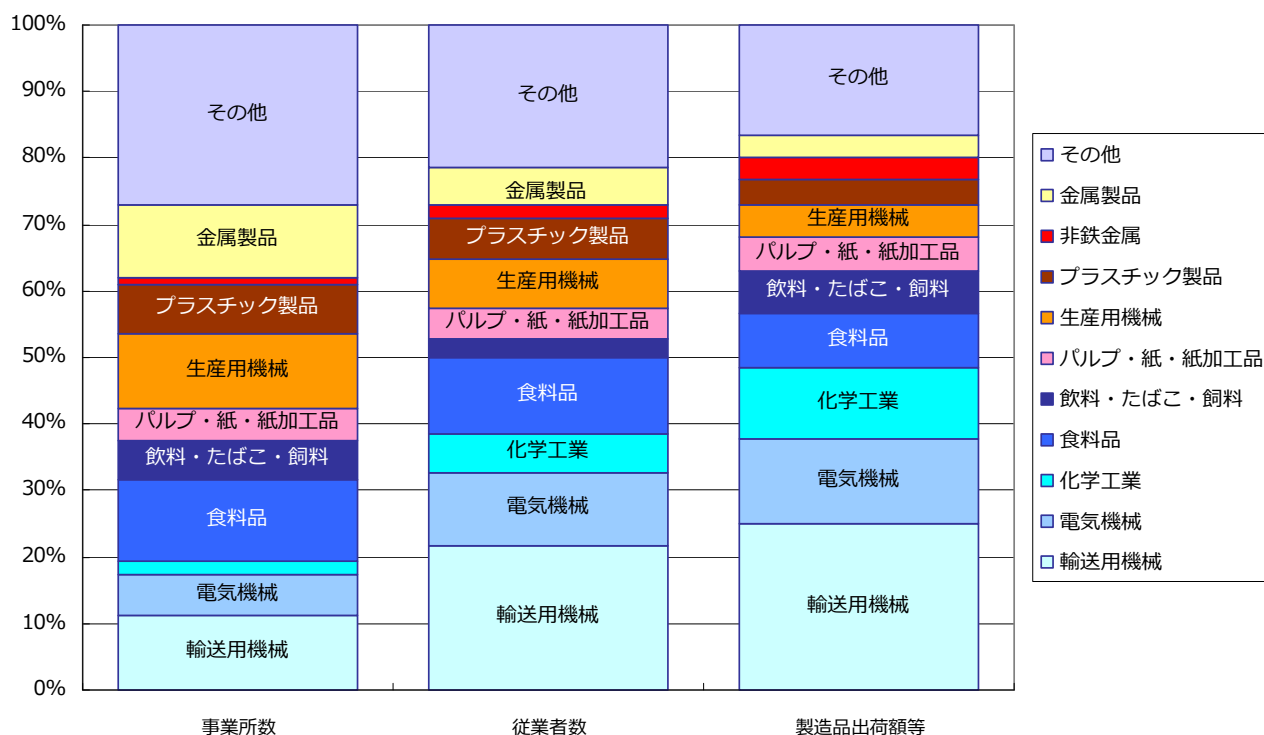 100%
90%
80%
70%
60%
50%
40%
30%
20%
10%
0%
その他
金属製品
プラスチック製品
生産用機械
パルプ・紙・紙加工品
飲料・たばこ・飼料
食料品
電気機械
輸送用機械
事業所数
その他
金属製品
プラスチック製品
生産用機械
パルプ・紙・紙加工品
食料品
化学工業
電気機械
輸送用機械
従業者数
その他
生産用機械
パルプ・紙・紙加工品
飲料・たばこ・飼料
食料品
化学工業
電気機械
輸送用機械
製造品出荷額等
その他
金属製品
非鉄金属
プラスチック製品
生産用機械
パルプ・紙・紙加工品
飲料・たばこ・飼料
食料品
化学工業
電気機械
輸送用機械